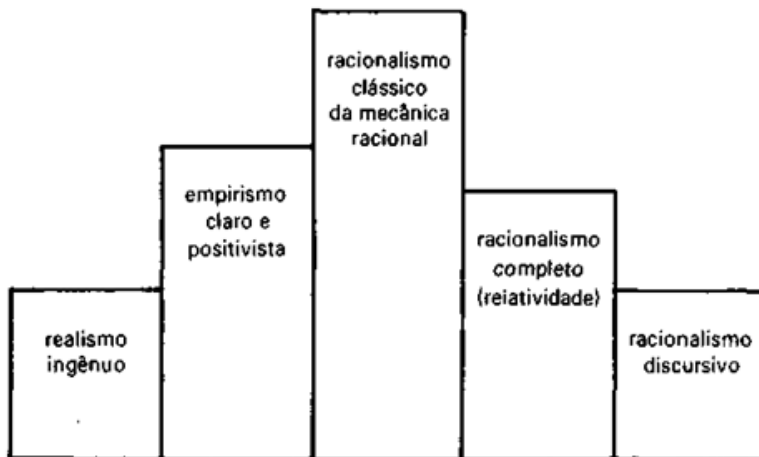 realismo
ingênuo
empirismo
claro e
positivista
racionalismo
clássico
da mecânica
racional
racionalismo
completo
(relatividade)
racionalismo
discursivo